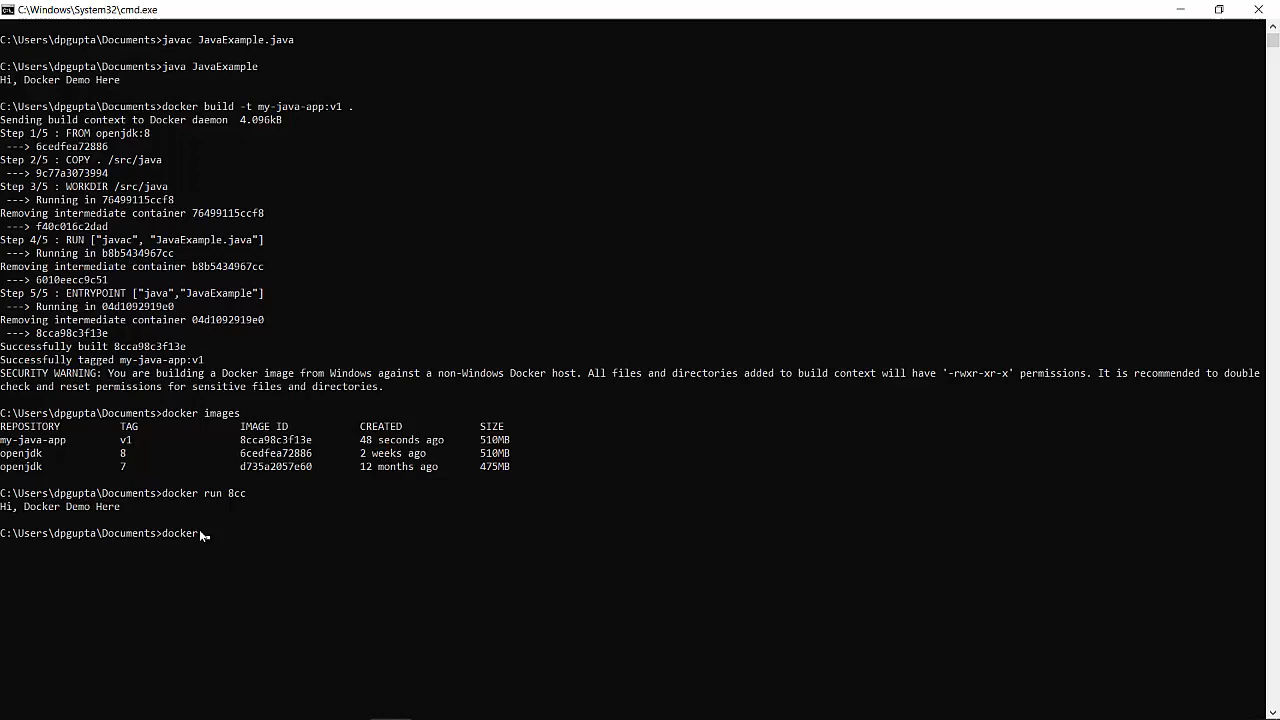 C:\Windows\System32\cmd.exe
C:\Users\dpgupta\Documents>javac JavaExample.java
C:\Users\dpgupta\Documents>java JavaExample
Hi, Docker Demo Here
C:\Users\dpgupta\Documents>docker build -t my-java-app:v1 .
Sending build context to Docker daemon  4.096kB
Step 1/5 : FROM openjdk:8
 ---> 6cedfea72886
Step 2/5 : COPY . /src/java
 ---> 9c77a3073994
Step 3/5 : WORKDIR /src/java
 ---> Running in 76499115ccf8
Removing intermediate container 76499115ccf8
 ---> f40c016c2dad
Step 4/5 : RUN ["javac", "JavaExample.java"]
 ---> Running in b8b5434967cc
Removing intermediate container b8b5434967cc
 ---> 6010eecc9c51
Step 5/5 : ENTRYPOINT ["java","JavaExample"]
 ---> Running in 04d1092919e0
Removing intermediate container 04d1092919e0
 ---> 8cca98c3f13e
Successfully built 8cca98c3f13e
Successfully tagged my-java-app:v1
SECURITY WARNING: You are building a Docker image from Windows against a non-Windows Docker host. All files and directories added to build context will have '-rwxr-xr-x' permissions. It is recommended to double
check and reset permissions for sensitive files and directories.
C:\Users\dpgupta\Documents>docker images
REPOSITORY          TAG                 IMAGE ID            CREATED             SIZE
my-java-app         v1                  8cca98c3f13e        48 seconds ago      510MB
openjdk             8                   6cedfea72886        2 weeks ago         510MB
openjdk             7                   d735a2057e60        12 months ago       475MB
C:\Users\dpgupta\Documents>docker run 8cc
Hi, Docker Demo Here
C:\Users\dpgupta\Documents>docker